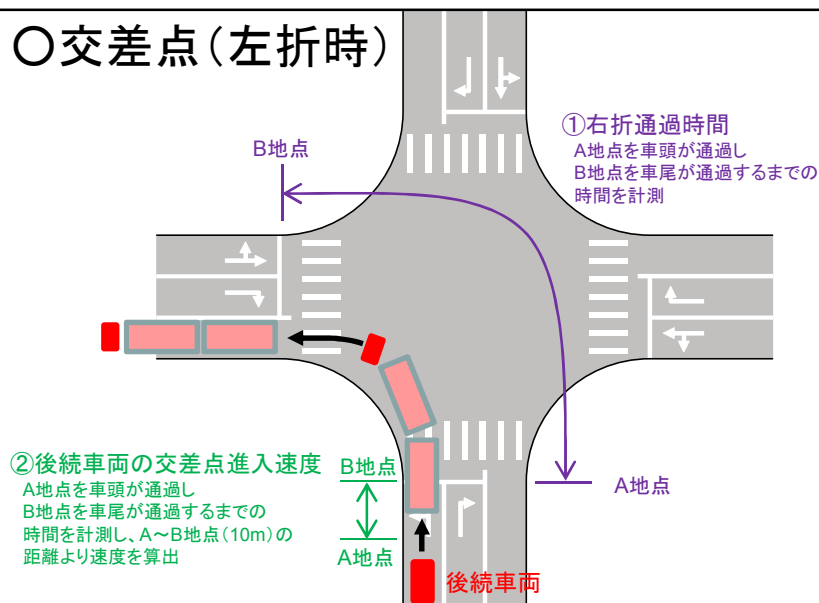 〇交差点(左折時)
①右折通過時間
A地点を車頭が通過し
B地点を車尾が通過するまでの
時間を計測
B地点
A地点
②後続車両の交差点進入速度
A地点を車頭が通過し
B地点を車尾が通過するまでの
時間を計測し、A～B地点(10m)の
距離より速度を算出
B地点
A地点
後続車両